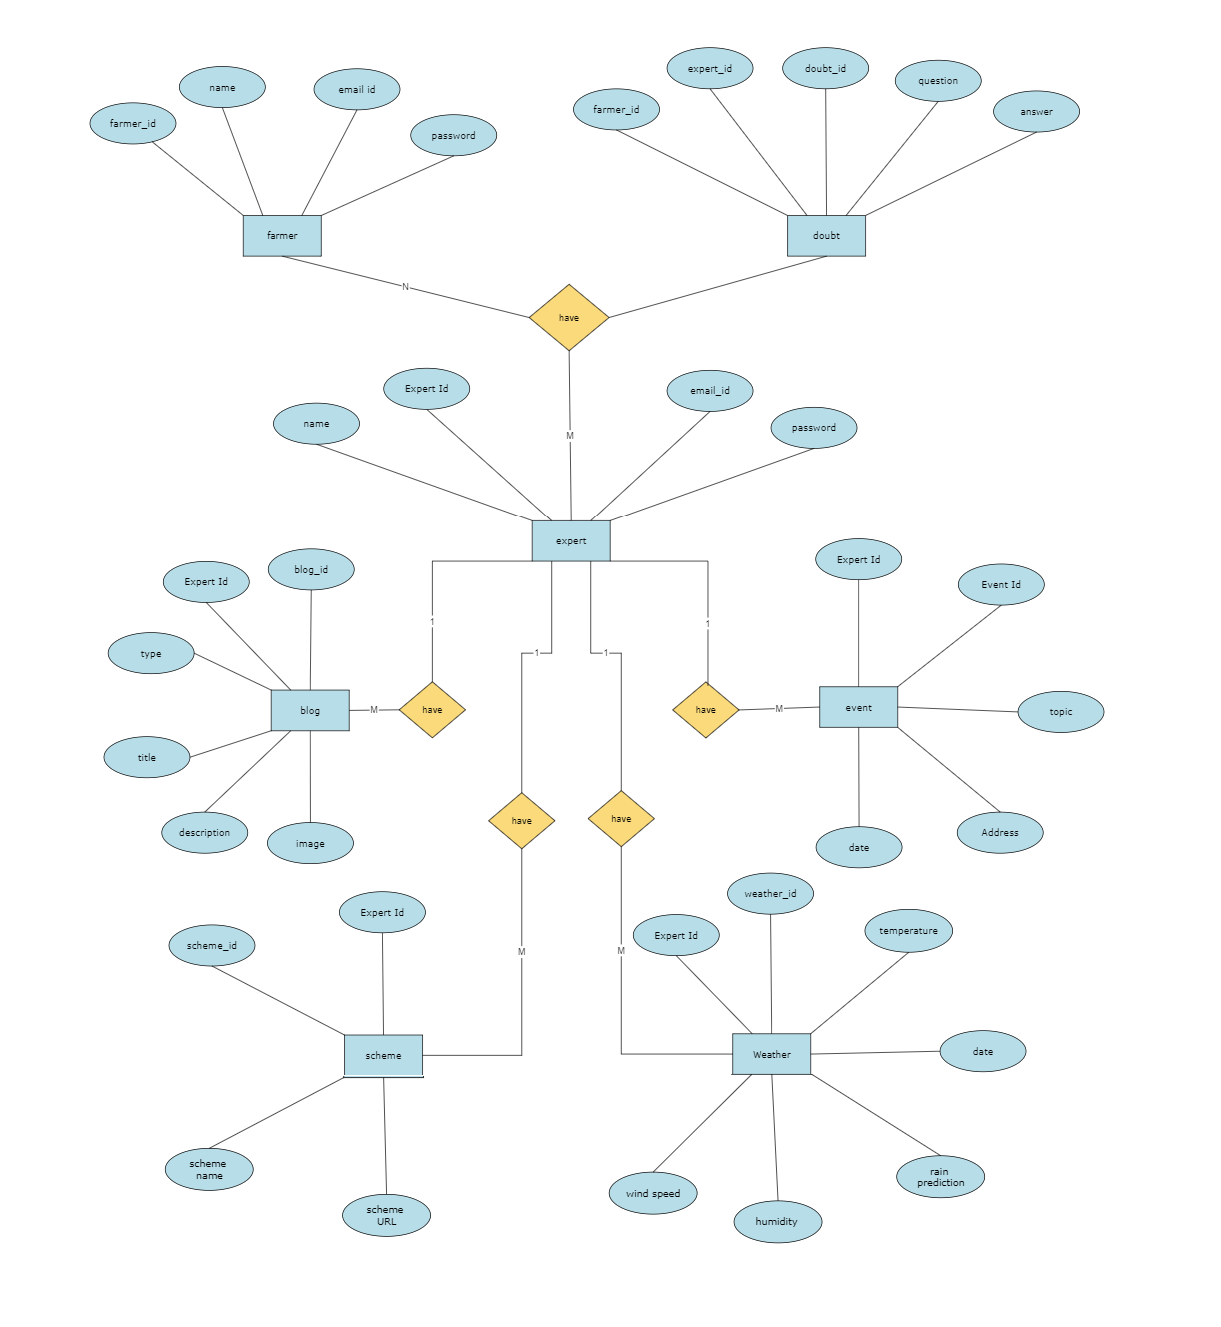 name
email id
farmer_id
password
farmer
expert_id
doubt_id
question
farmer_id
answer
doubt
N
have
M
name
Expert Id
email_id
password
expert
Expert Id
blog_id
type
blog
title
description
image
M
1
have
1
have
M
1
have
M
1
have
M
Expert Id
Event Id
event
topic
date
Address
Expert Id
scheme_id
scheme
scheme
name
scheme
URL
weather_id
Expert Id
temperature
Weather
date
wind speed
humidity
rain
prediction